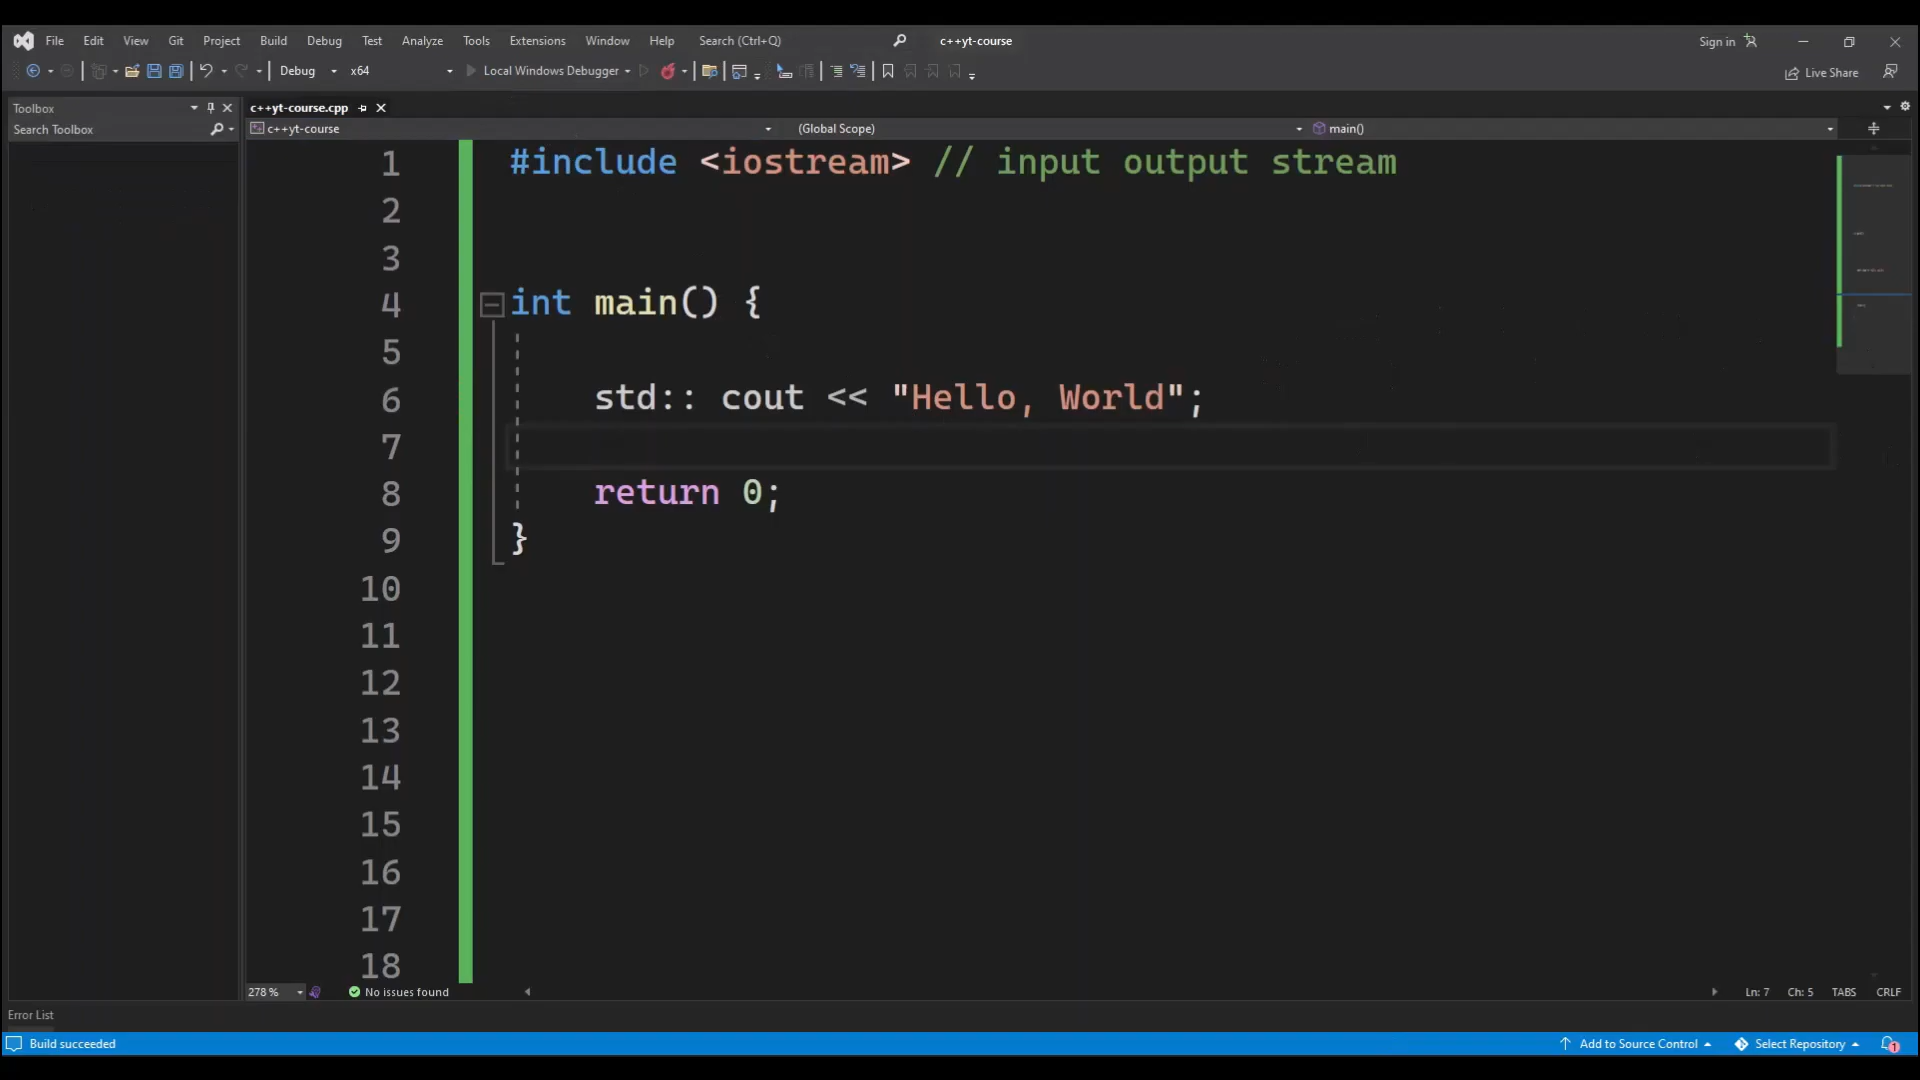 File Edit View Git Project Build Debug Test Analyze Tools Extensions Window Help Search (Ctrl+Q) c++yt-course Sign in
Debug x64 Local Windows Debugger Live Share
Toolbox
Search Toolbox
c++yt-course.cpp
c++yt-course (Global Scope) main()
1 #include <iostream> // input output stream
2
3
4 int main() {
5
6 std:: cout << "Hello, World";
7
8 return 0;
9 }
10
11
12
13
14
15
16
17
18
278 % No issues found Ln: 7 Ch: 5 TABS CRLF
Error List
Build succeeded Add to Source Control Select Repository 1